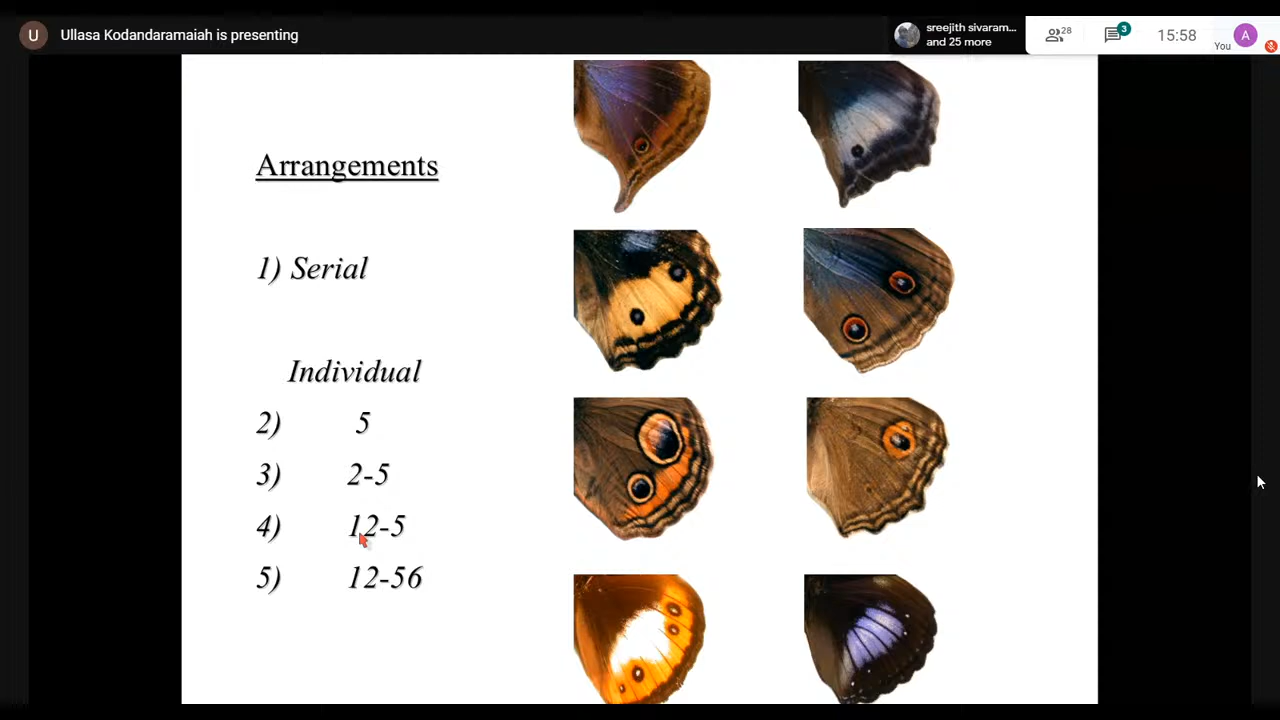 U Ullasa Kodandaramaiah is presenting
sreejith sivaram...
and 25 more
28
3
15:58
You
A
Arrangements
1) Serial
Individual
2) 5
3) 2-5
4) 12-5
5) 12-56